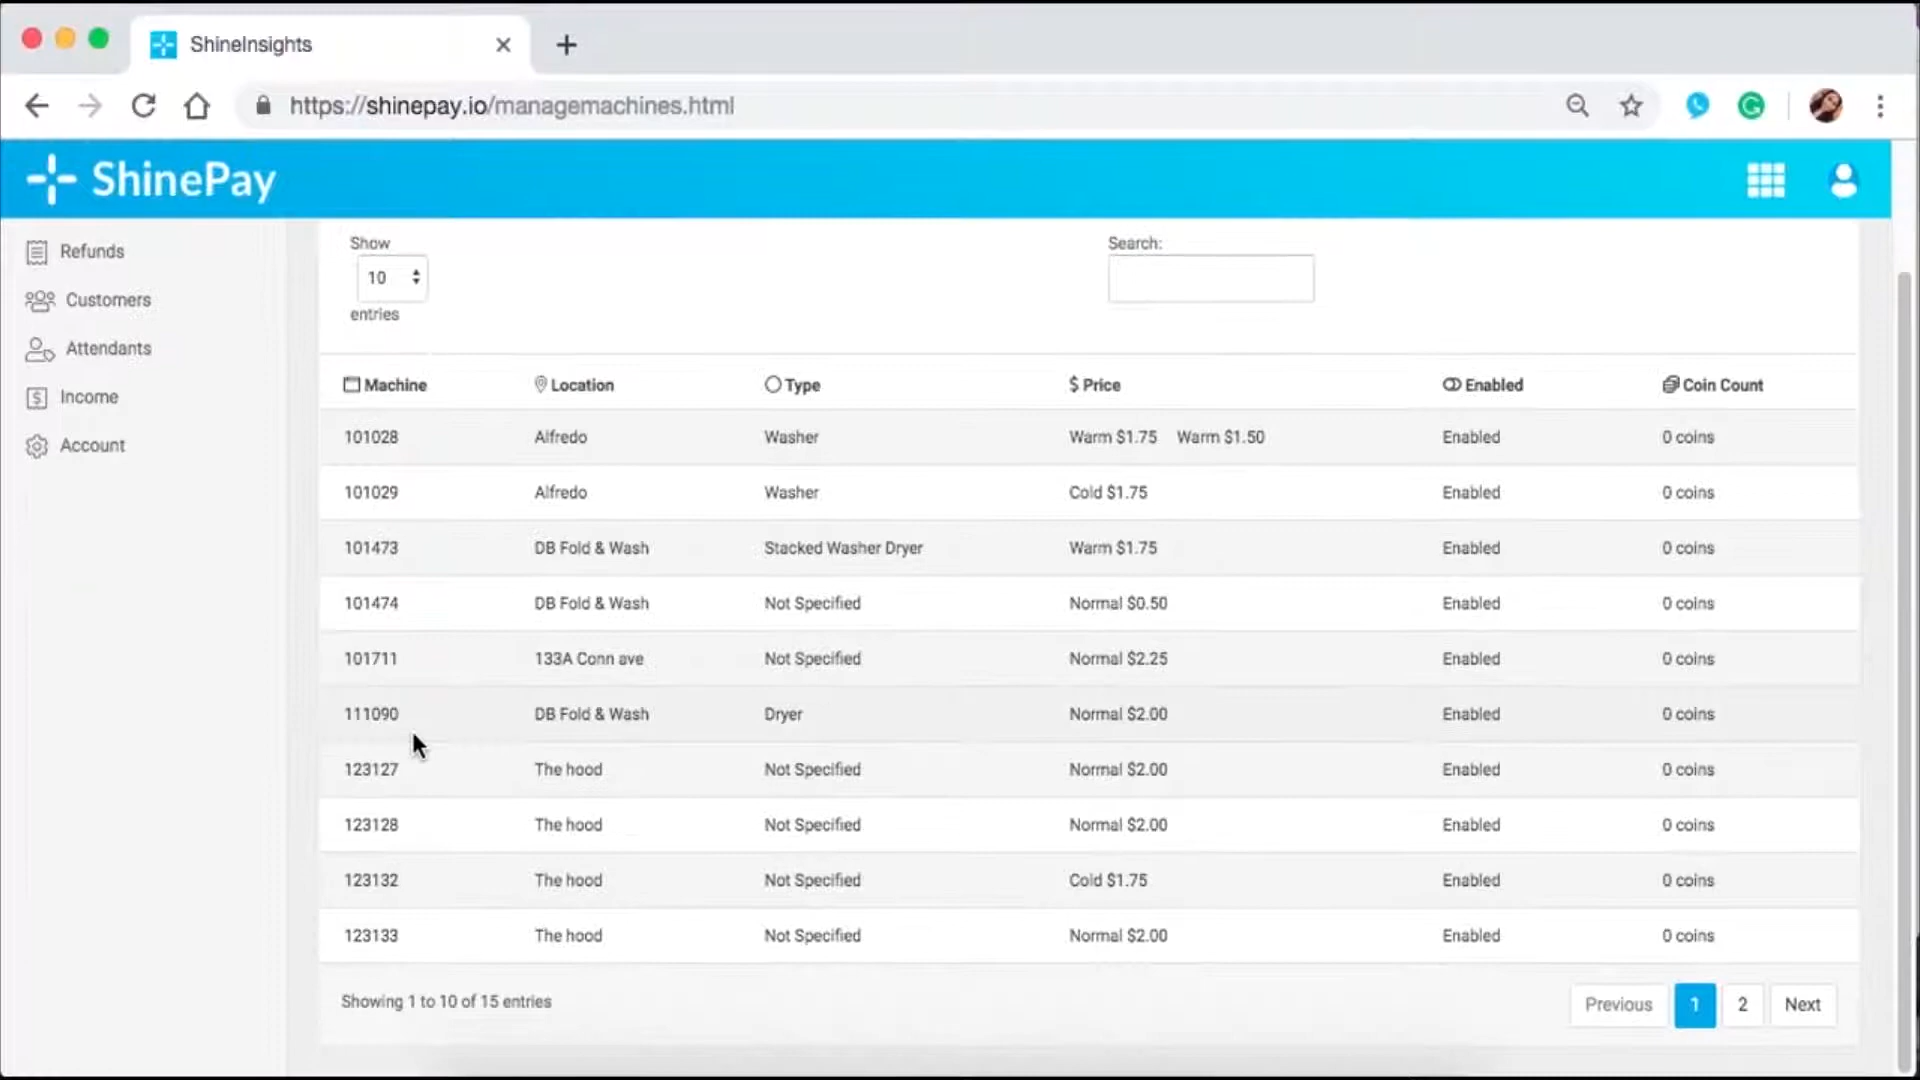 ShineInsights
https://shinepay.io/managemachines.html
ShinePay
Refunds
Customers
Attendants
Income
Account
Show
10
entries
Search:
Machine Location Type $ Price Enabled Coin Count
101028 Alfredo Washer Warm $1.75 Warm $1.50 Enabled 0 coins
101029 Alfredo Washer Cold $1.75 Enabled 0 coins
101473 DB Fold & Wash Stacked Washer Dryer Warm $1.75 Enabled 0 coins
101474 DB Fold & Wash Not Specified Normal $0.50 Enabled 0 coins
101711 133A Conn ave Not Specified Normal $2.25 Enabled 0 coins
111090 DB Fold & Wash Dryer Normal $2.00 Enabled 0 coins
123127 The hood Not Specified Normal $2.00 Enabled 0 coins
123128 The hood Not Specified Normal $2.00 Enabled 0 coins
123132 The hood Not Specified Cold $1.75 Enabled 0 coins
123133 The hood Not Specified Normal $2.00 Enabled 0 coins
Showing 1 to 10 of 15 entries
Previous 1 2 Next